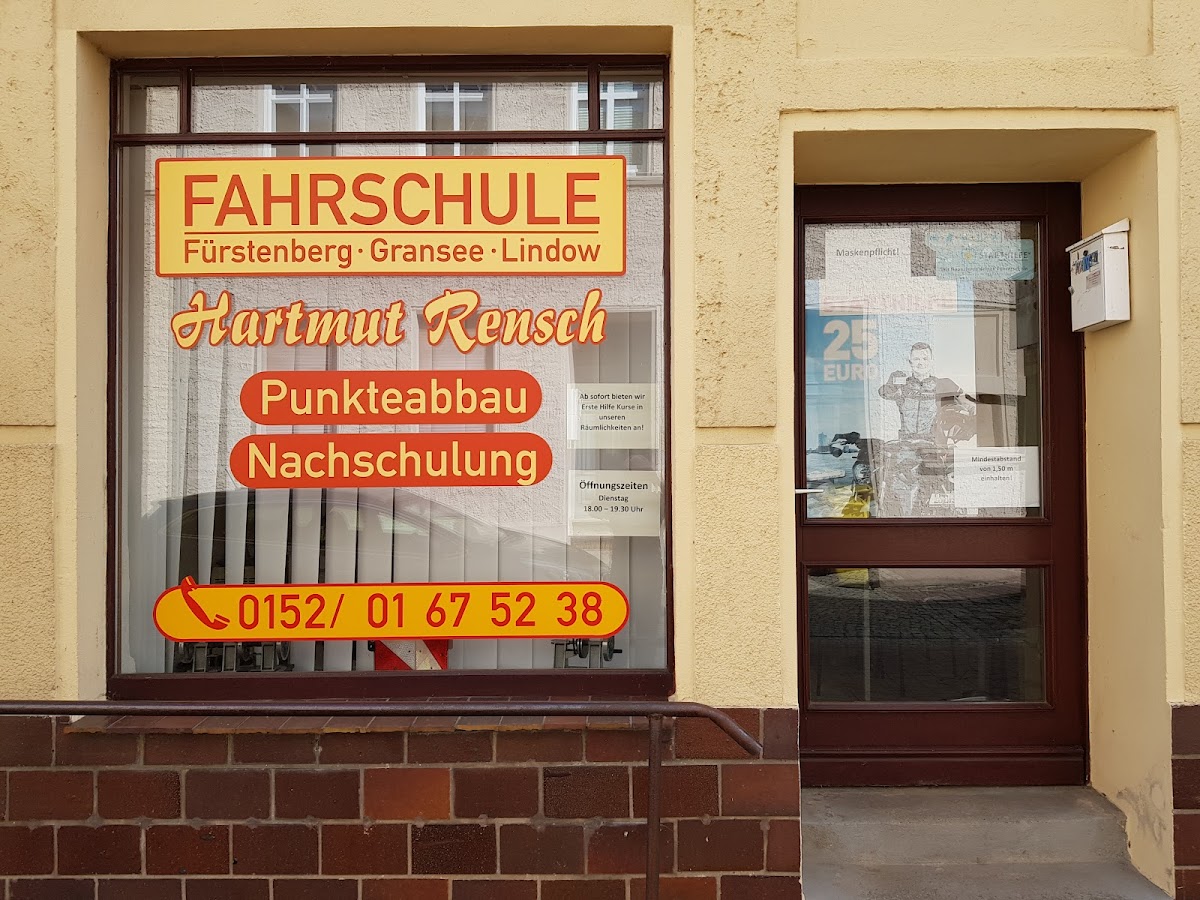 FAHRSCHULE
Fürstenberg · Gransee · Lindow
Hartmut Rensch
Punkteabbau
Nachschulung
Ab sofort bieten wir
Erste Hilfe Kurse in
unseren
Räumlichkeiten an!
Öffnungszeiten
Dienstag
18.00 – 19.30 Uhr
0152/ 01 67 52 38
Maskenpflicht!
25
EURO
Mindestabstand
von 1,50 m
einhalten!